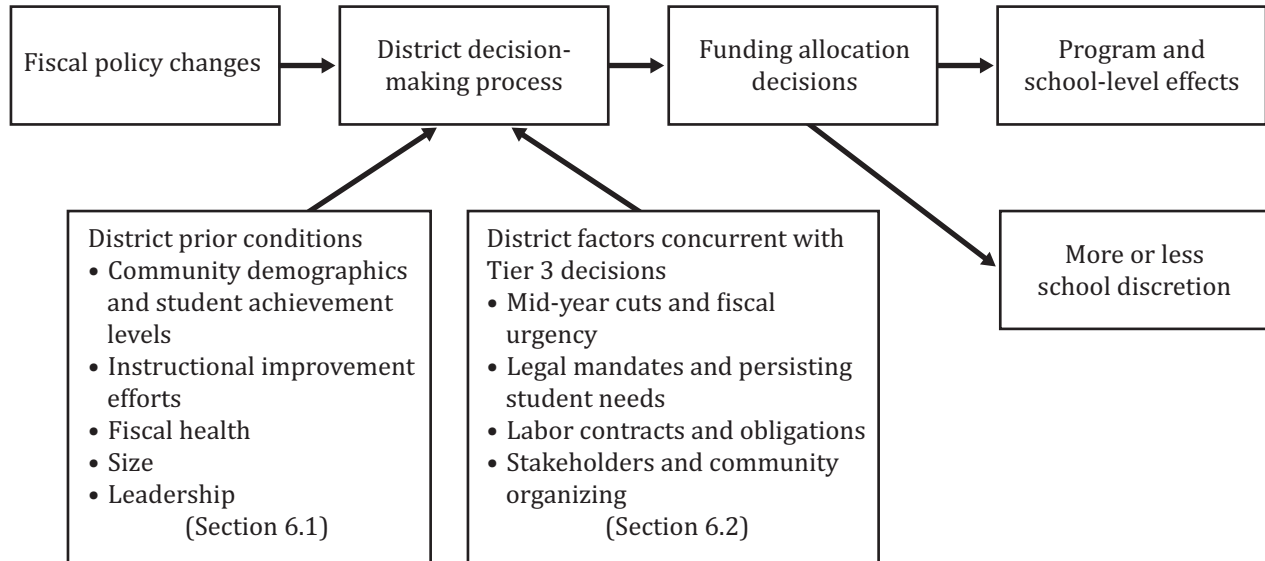 Fiscal policy changes
District decision-
making process
Funding allocation
decisions
Program and
school-level effects
District prior conditions
• Community demographics
and student achievement
levels
• Instructional improvement
efforts
• Fiscal health
• Size
• Leadership
(Section 6.1)
District factors concurrent with
Tier 3 decisions
• Mid-year cuts and fiscal
urgency
• Legal mandates and persisting
student needs
• Labor contracts and obligations
• Stakeholders and community
organizing
(Section 6.2)
More or less
school discretion